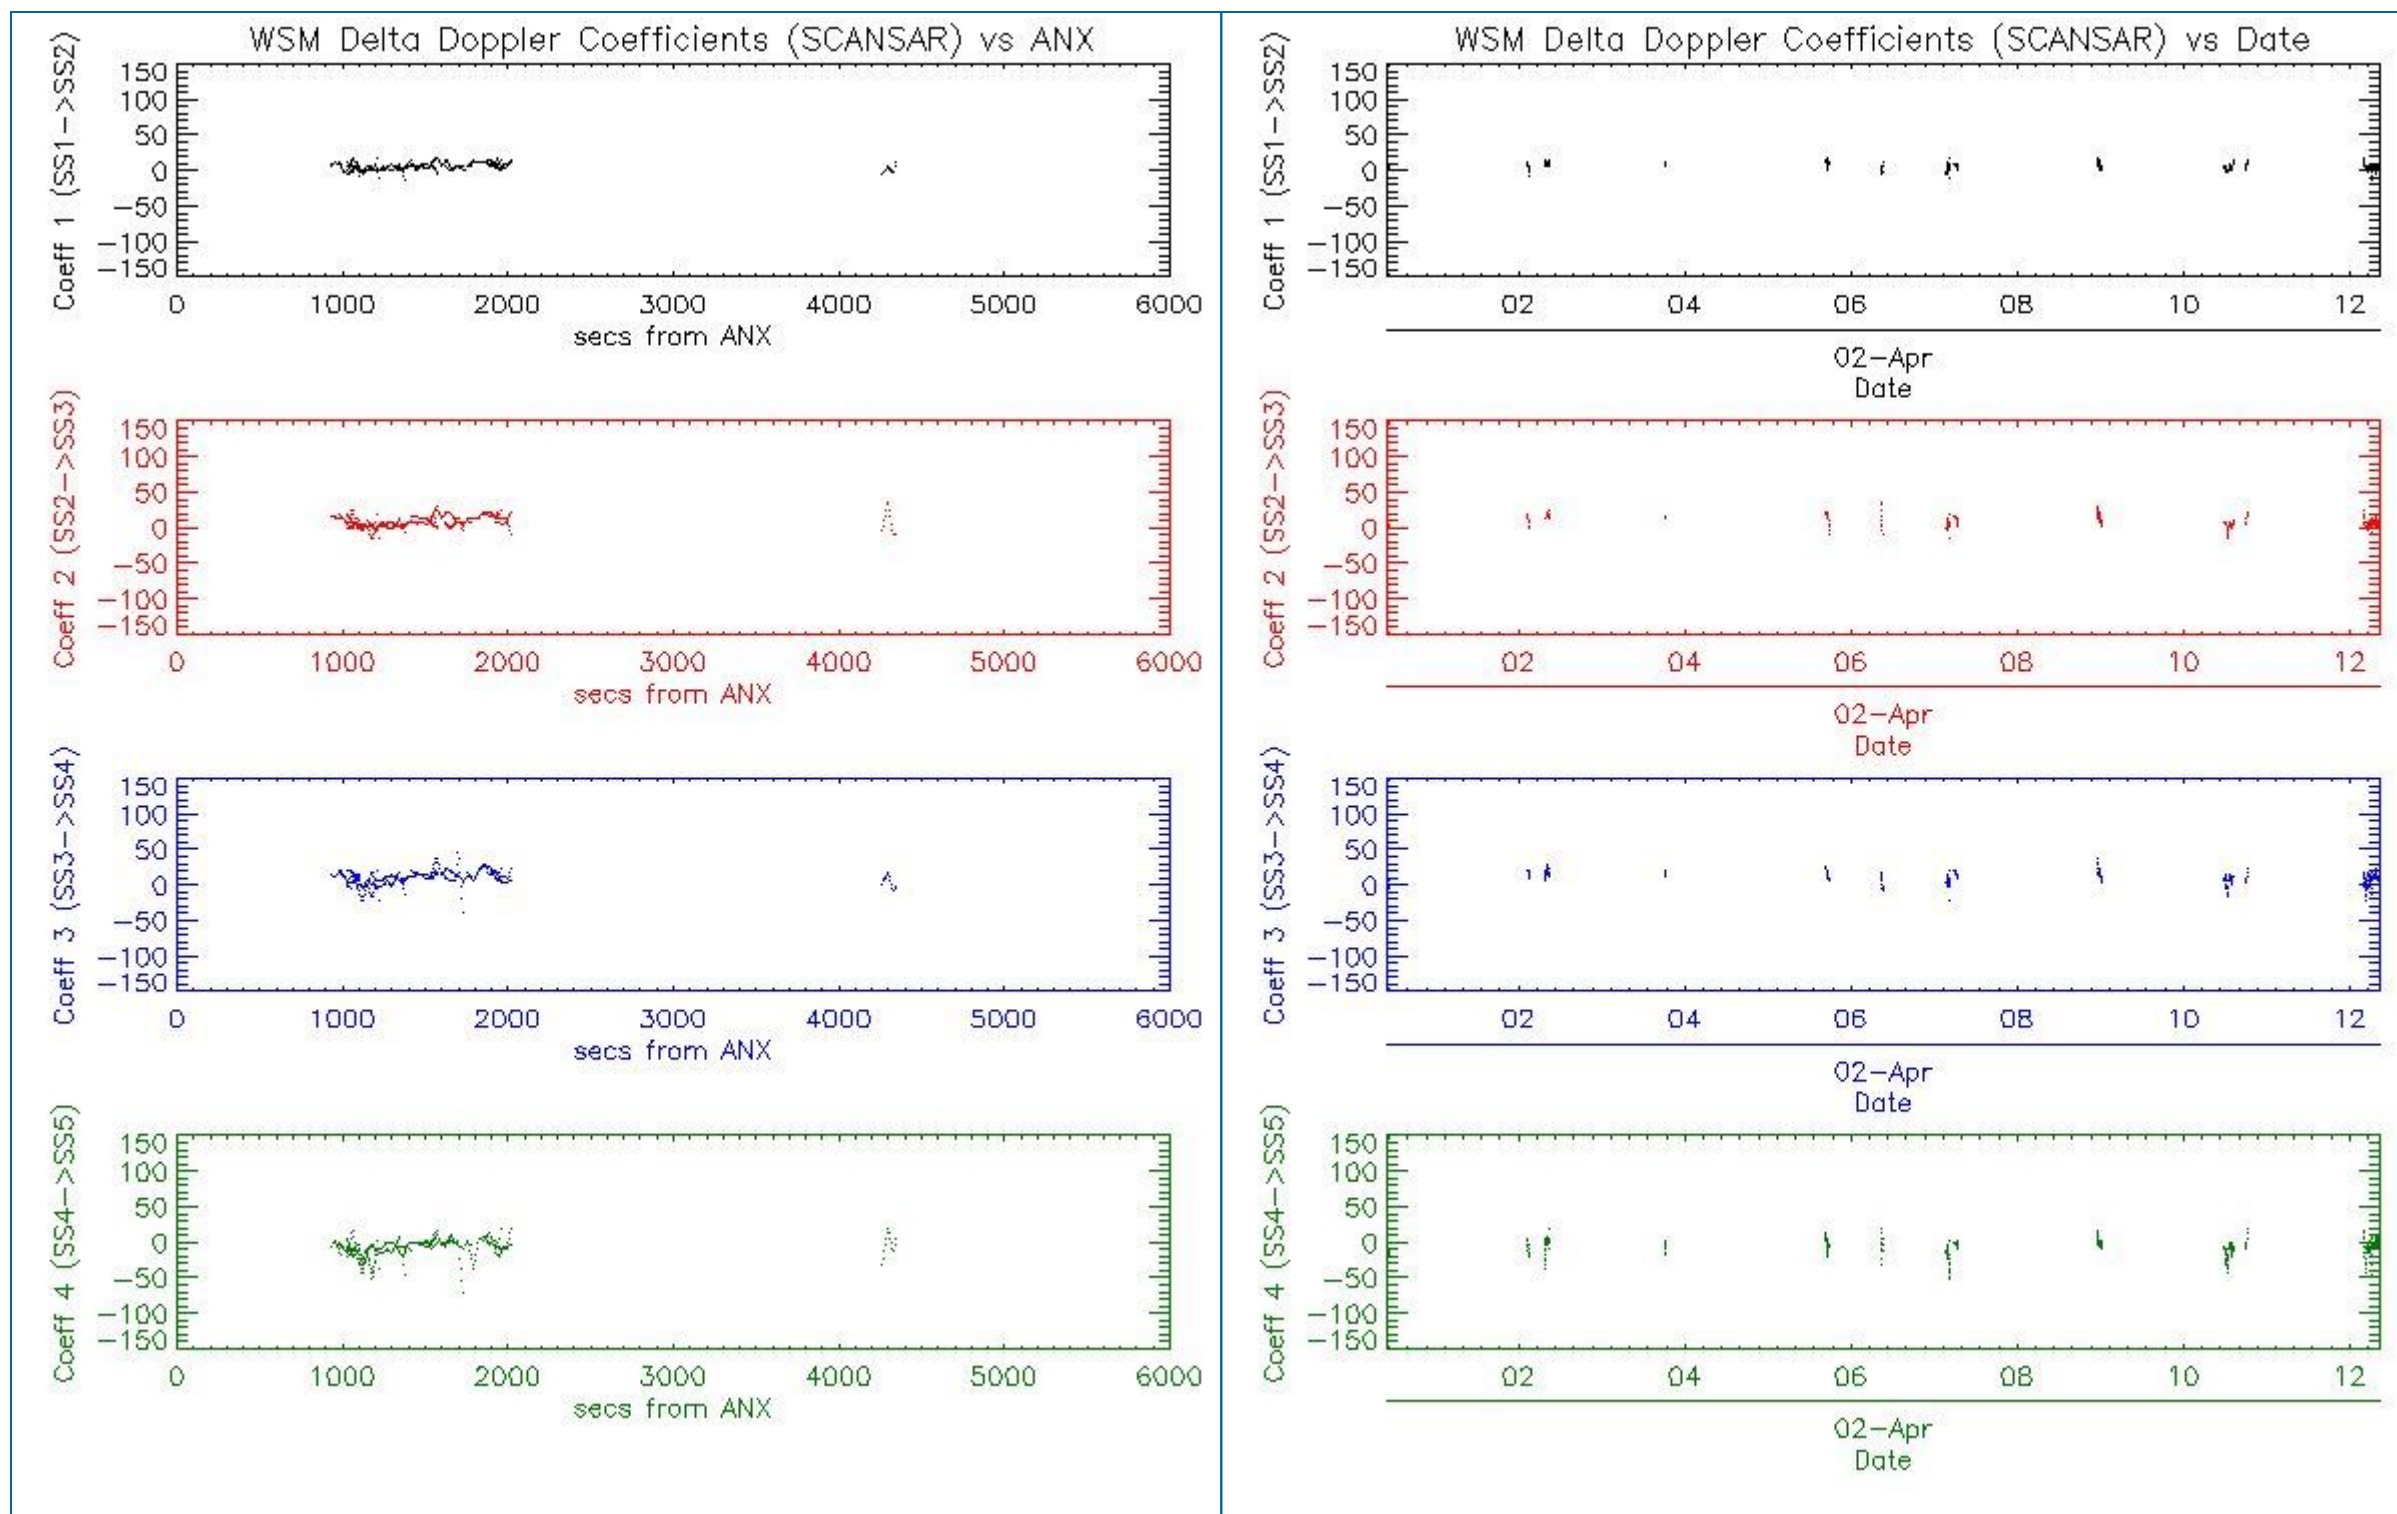 WSM Delta Doppler Coefficients (SCANSAR) vs ANX
Coeff 1 (SS1->SS2)
150
100
50
0
-50
-100
-150
0 1000 2000 3000 4000 5000 6000
secs from ANX
Coeff 2 (SS2->SS3)
150
100
50
0
-50
-100
-150
0 1000 2000 3000 4000 5000 6000
secs from ANX
Coeff 3 (SS3->SS4)
150
100
50
0
-50
-100
-150
0 1000 2000 3000 4000 5000 6000
secs from ANX
Coeff 4 (SS4->SS5)
150
100
50
0
-50
-100
-150
0 1000 2000 3000 4000 5000 6000
secs from ANX
WSM Delta Doppler Coefficients (SCANSAR) vs Date
Coeff 1 (SS1->SS2)
150
100
50
0
-50
-100
-150
02 04 06 08 10 12
02-Apr
Date
Coeff 2 (SS2->SS3)
150
100
50
0
-50
-100
-150
02 04 06 08 10 12
02-Apr
Date
Coeff 3 (SS3->SS4)
150
100
50
0
-50
-100
-150
02 04 06 08 10 12
02-Apr
Date
Coeff 4 (SS4->SS5)
150
100
50
0
-50
-100
-150
02 04 06 08 10 12
02-Apr
Date